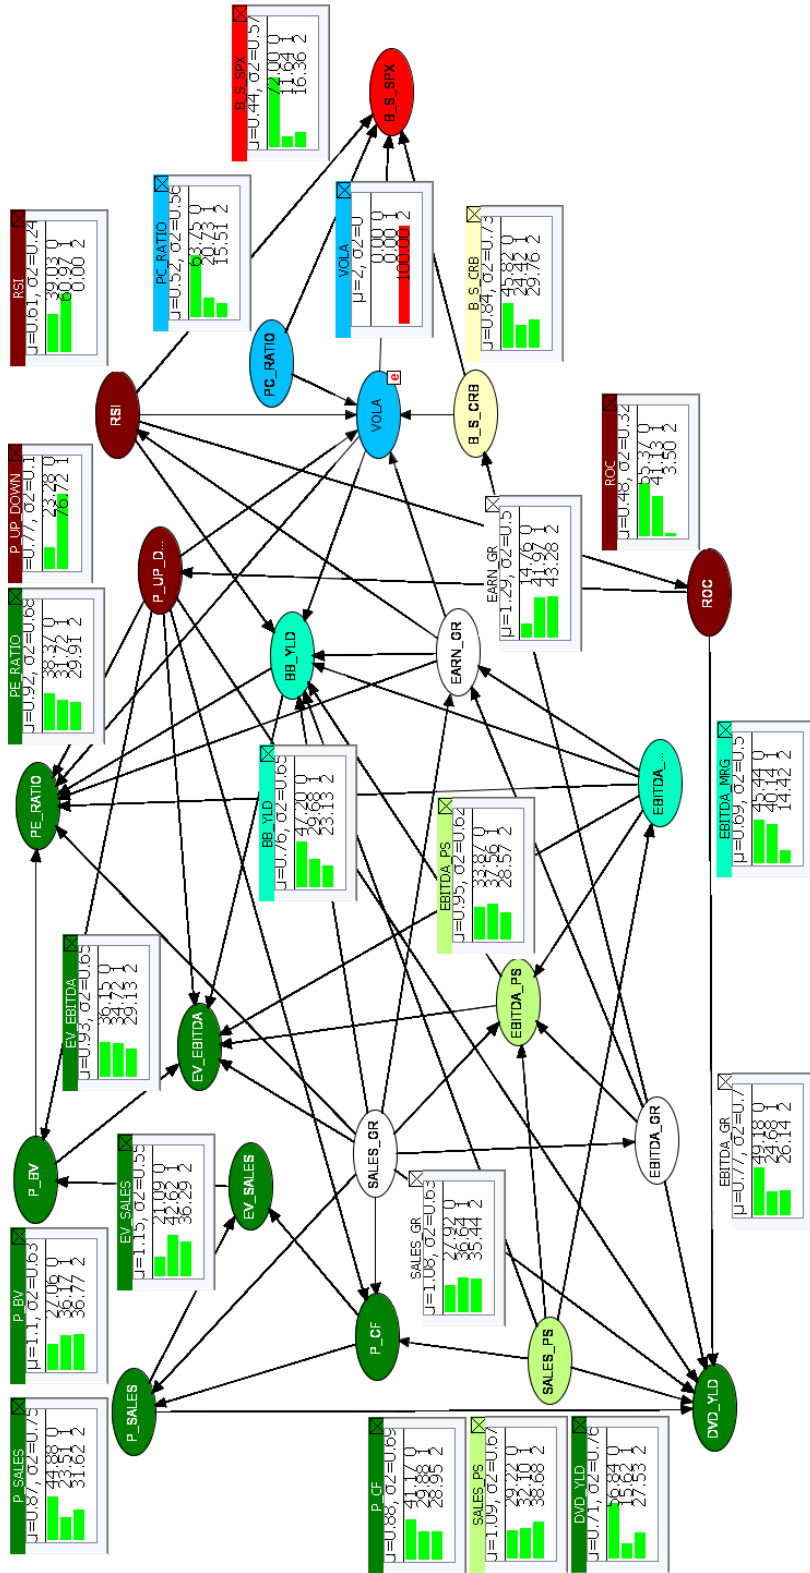 P_SALES
μ=0.87, σ2=0.75
44.88 0
23.51 1
31.62 2
P_BV
μ=1.1, σ2=0.63
27.06 0
36.17 1
36.77 2
PE_RATIO
μ=0.92, σ2=0.68
38.37 0
31.72 1
29.91 2
P_UP_DOWN
=0.77, σ2=0.1
23.28 0
76.72 1
RSI
μ=0.61, σ2=0.24
39.03 0
60.97 1
0.00 2
P_BV
PE_RATIO
EV_EBITDA
μ=0.93, σ2=0.65
36.15 0
34.72 1
29.13 2
P_SALES
EV_SALES
μ=1.15, σ2=0.55
21.09 0
42.62 1
36.29 2
RSI
P_UP_D...
PC_RATIO
μ=0.52, σ2=0.56
63.75 0
20.73 1
15.51 2
EV_EBITDA
B_S_SPX
μ=0.44, σ2=0.57
72.00 0
11.64 1
16.36 2
EV_SALES
PC_RATIO
BB_YLD
BB_YLD
μ=0.76, σ2=0.65
47.20 0
29.68 1
23.13 2
VOLA
μ=2, σ2=0
0.00 0
0.00 1
100.00 2
P_CF
SALES_GR
VOLA
e
B_S_SPX
P_CF
μ=0.88, σ2=0.69
41.17 0
29.88 1
28.95 2
SALES_GR
μ=1.08, σ2=0.63
27.92 0
36.64 1
35.44 2
EBITDA_PS
μ=0.95, σ2=0.62
33.87 0
37.56 1
28.57 2
EARN_GR
B_S_CRB
B_S_CRB
μ=0.84, σ2=0.73
45.82 0
24.42 1
29.76 2
SALES_PS
μ=1.09, σ2=0.67
29.22 0
32.10 1
38.68 2
EARN_GR
μ=1.29, σ2=0.5
14.76 0
41.97 1
43.28 2
SALES_PS
EBITDA_PS
DVD_YLD
μ=0.71, σ2=0.76
56.84 0
15.62 1
27.53 2
ROC
μ=0.48, σ2=0.32
55.37 0
41.13 1
3.50 2
EBITDA_GR
EBITDA_...
ROC
DVD_YLD
EBITDA_GR
μ=0.77, σ2=0.7
49.18 0
24.68 1
26.14 2
EBITDA_MRG
μ=0.69, σ2=0.5
45.44 0
40.14 1
14.42 2